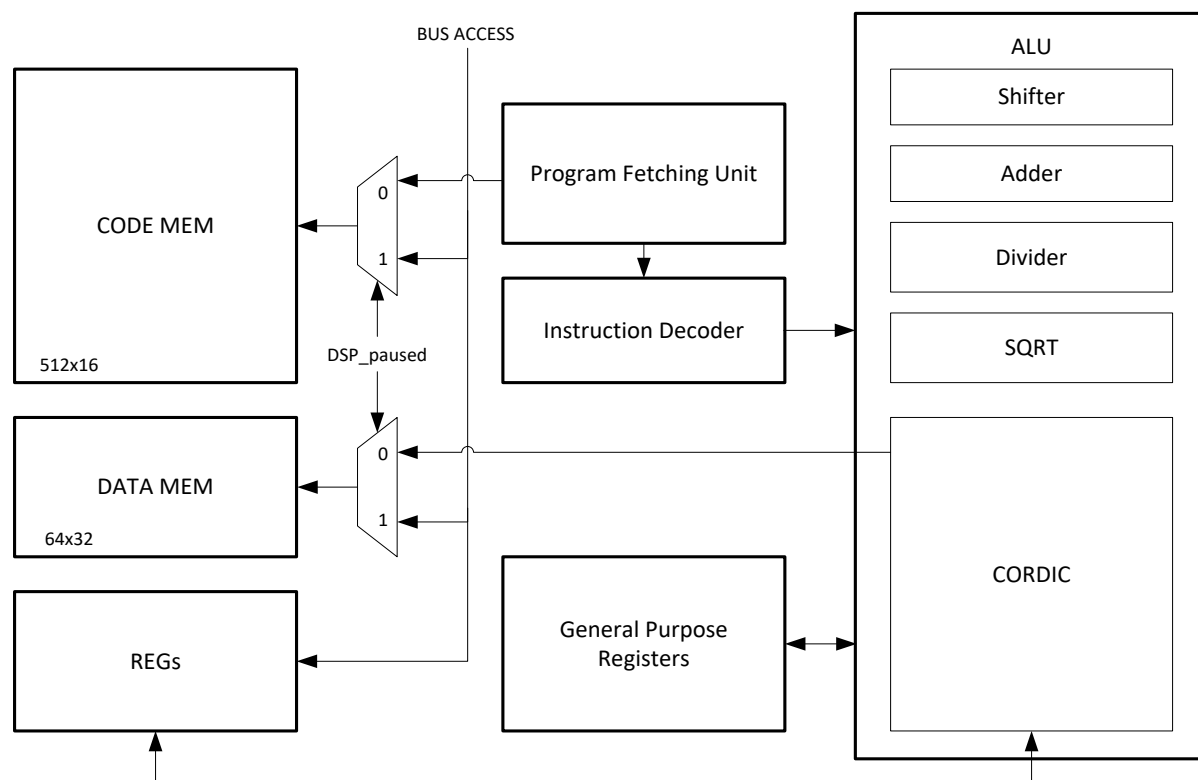 BUS ACCESS
CODE MEM
512x16
0
1
DSP_paused
DATA MEM
64x32
0
1
REGs
Program Fetching Unit
Instruction Decoder
General Purpose
Registers
ALU
Shifter
Adder
Divider
SQRT
CORDIC